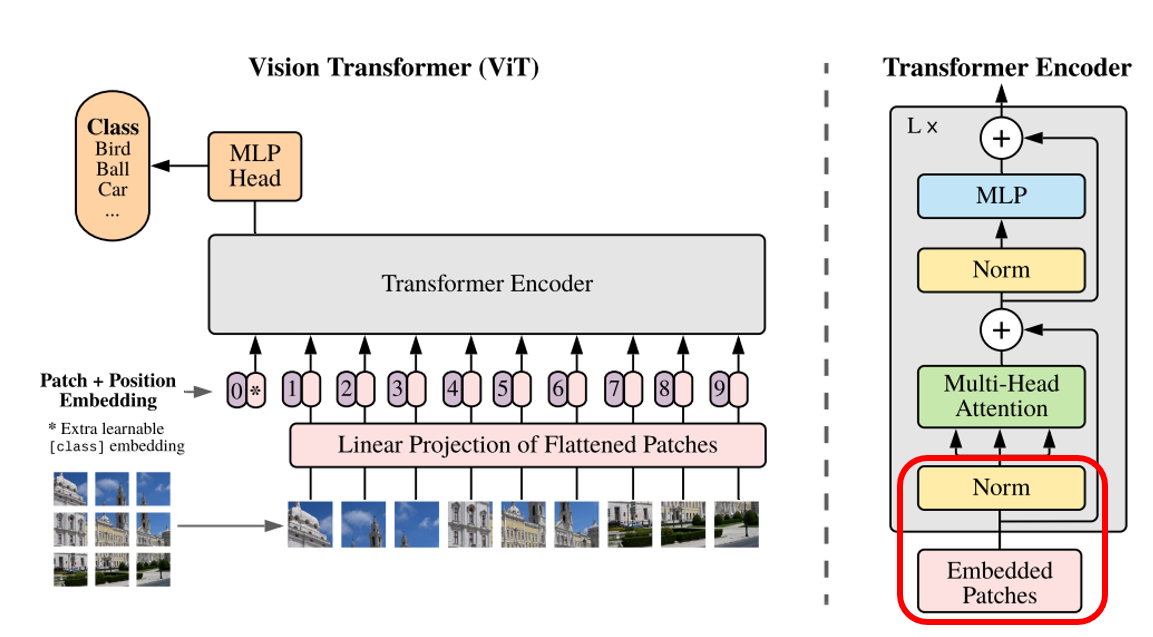 Vision Transformer (ViT)
Class
Bird
Ball
Car
...
MLP
Head
Transformer Encoder
0 * 1 2 3 4 5 6 7 8 9
Patch + Position
Embedding
* Extra learnable
[class] embedding
Linear Projection of Flattened Patches
Transformer Encoder
L x
+
MLP
Norm
+
Multi-Head
Attention
Norm
Embedded
Patches